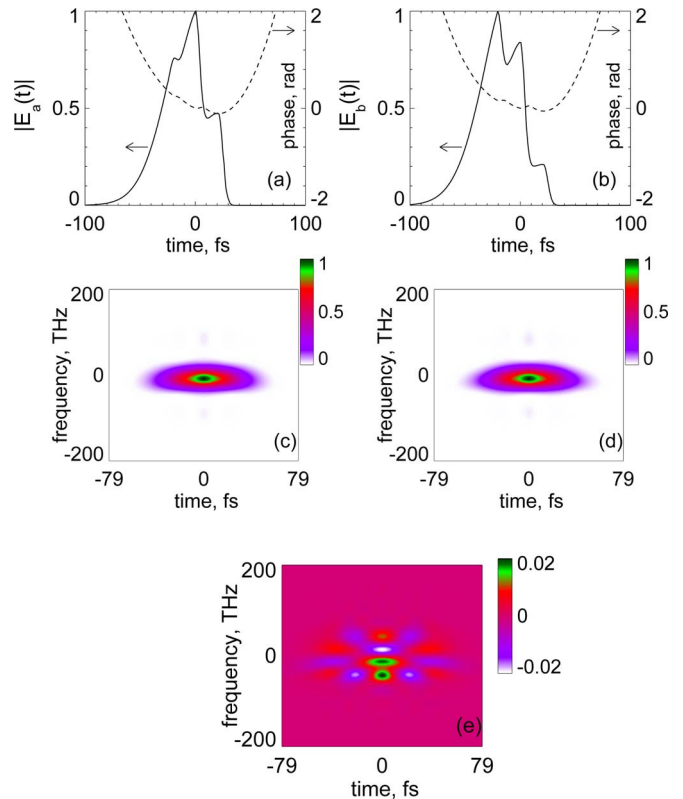 1
0.5
0
|E_a(t)|
2
0
-2
phase, rad
(a)
-100 0 100
time, fs
1
0.5
0
|E_b(t)|
2
0
-2
phase, rad
(b)
-100 0 100
time, fs
200
0
-200
frequency, THz
1
0.5
0
(c)
-79 0 79
time, fs
200
0
-200
frequency, THz
1
0.5
0
(d)
-79 0 79
time, fs
200
0
-200
frequency, THz
0.02
0
-0.02
(e)
-79 0 79
time, fs